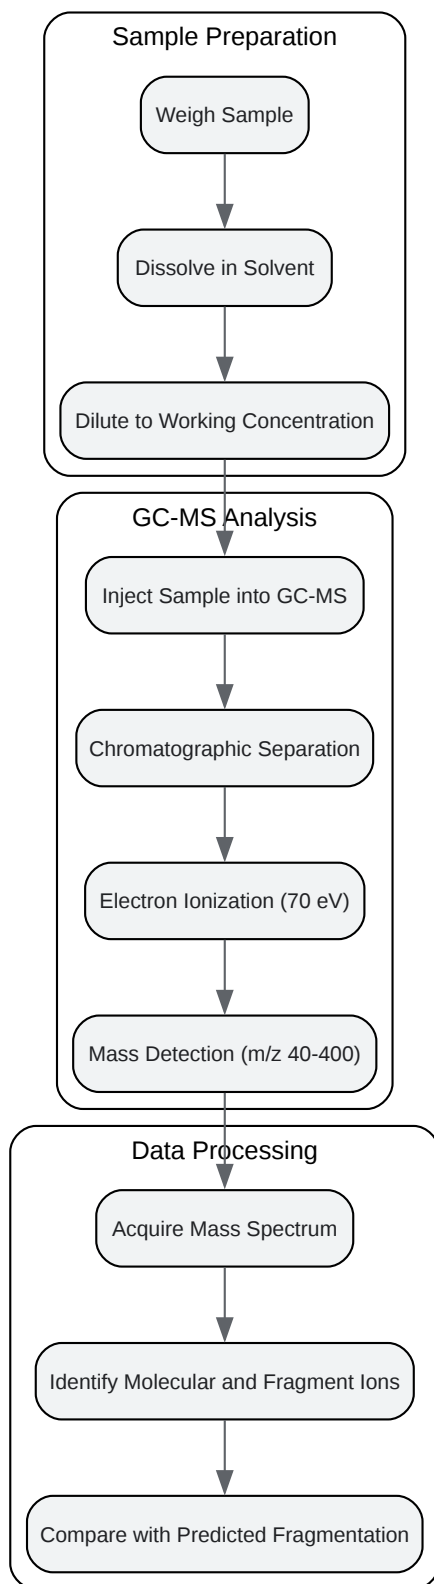 Sample Preparation
Weigh Sample
Dissolve in Solvent
Dilute to Working Concentration
GC-MS Analysis
Inject Sample into GC-MS
Chromatographic Separation
Electron Ionization (70 eV)
Mass Detection (m/z 40-400)
Data Processing
Acquire Mass Spectrum
Identify Molecular and Fragment Ions
Compare with Predicted Fragmentation